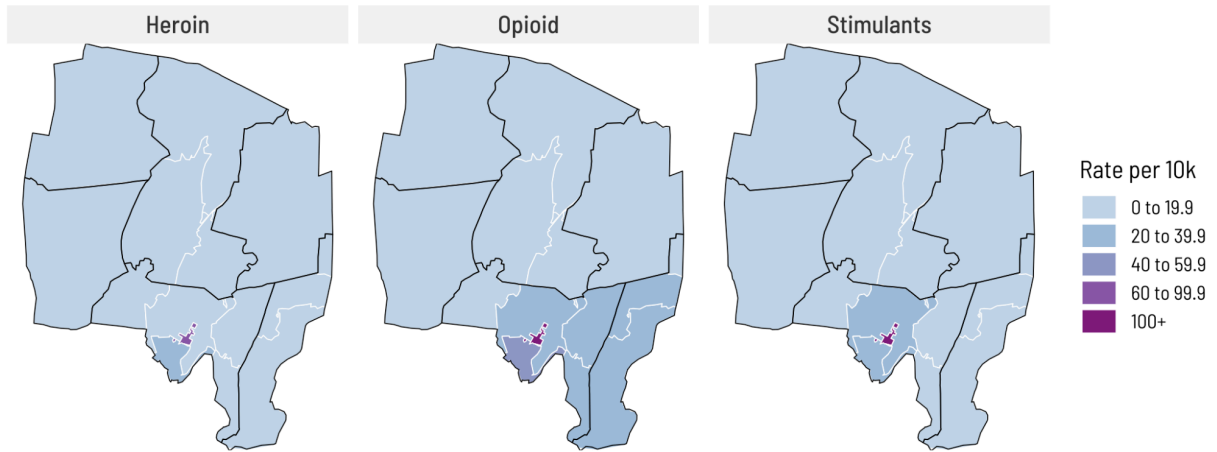 Heroin
Opioid
Stimulants
Rate per 10k
0 to 19.9
20 to 39.9
40 to 59.9
60 to 99.9
100+